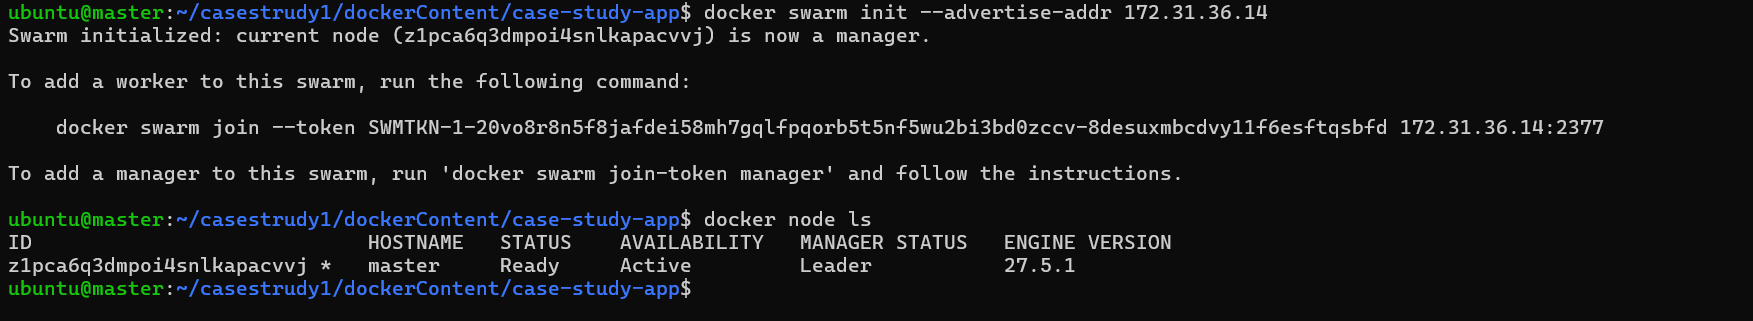 ubuntu@master:~/casestrudy1/dockerContent/case-study-app$ docker swarm init --advertise-addr 172.31.36.14
Swarm initialized: current node (z1pca6q3dmpoi4snlkapacvvj) is now a manager.
To add a worker to this swarm, run the following command:
docker swarm join --token SWMTKN-1-20vo8r8n5f8jafdei58mh7gqlfpqorb5t5nf5wu2bi3bd0zccv-8desuxmbcdvy11f6esftqsbfd 172.31.36.14:2377
To add a manager to this swarm, run 'docker swarm join-token manager' and follow the instructions.
ubuntu@master:~/casestrudy1/dockerContent/case-study-app$ docker node ls
ID HOSTNAME STATUS AVAILABILITY MANAGER STATUS ENGINE VERSION
z1pca6q3dmpoi4snlkapacvvj * master Ready Active Leader 27.5.1
ubuntu@master:~/casestrudy1/dockerContent/case-study-app$